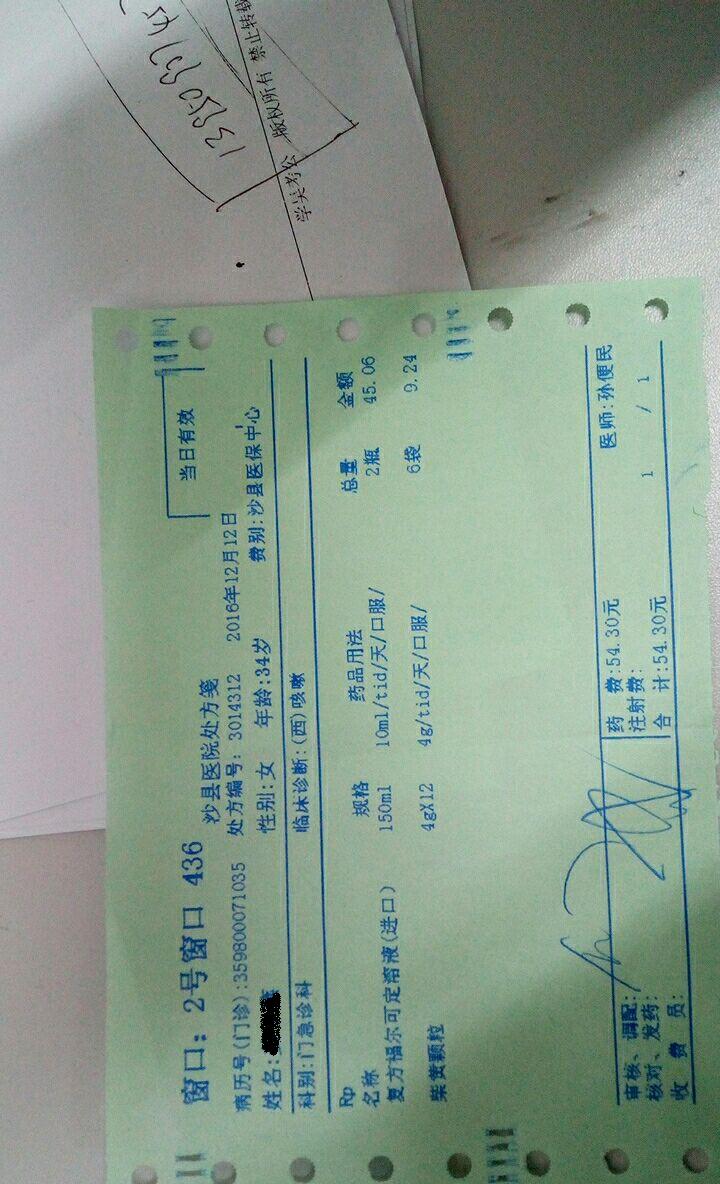 学关考公 版权所有 禁止转载
窗口: 2号窗口 436
当日有效
沙县医院处方笺
病历号(门诊):359800071035 处方编号: 3014312 2016年12月12日
姓名: 性别:女 年龄:34岁 费别:沙县医保中心
科别:门急诊科 临床诊断:(西)咳嗽
Rp
名称 规格 药品用法 总量 金额
复方福尔可定溶液(进口) 150ml 10ml/tid/天/口服/ 2瓶 45.06
柴黄颗粒 4gX12 4g/tid/天/口服/ 6袋 9.24
医师:孙便民
审核、调配: 药 费:54.30元
核对、发药: 注射费: 1 / 1
收 费 员: 合 计:54.30元